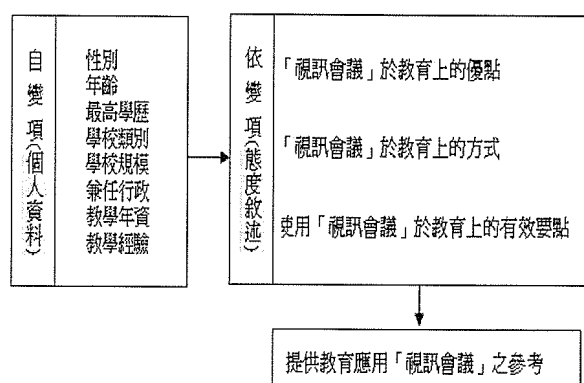 自變項(個人資料)
性別
年齡
最高學歷
學校類別
學校規模
兼任行政
教學年資
教學經驗
依變項(態度敘述)
「視訊會議」於教育上的優點
「視訊會議」於教育上的方式
使用「視訊會議」於教育上的有效要點
提供教育應用「視訊會議」之參考